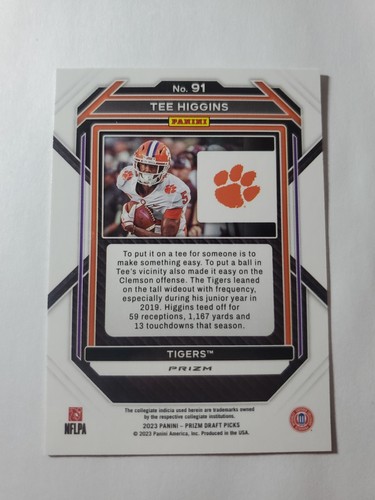 No. 91
TEE HIGGINS
PANINI
5
To put it on a tee for someone is to
make something easy. To put a ball in
Tee's vicinity also made it easy on the
Clemson offense. The Tigers leaned
on the tall wideout with frequency,
especially during his junior year in
2019. Higgins teed off for
59 receptions, 1,167 yards and
13 touchdowns that season.
TIGERS™
PRIZM
The collegiate indicia used herein are trademarks owned
by the respective collegiate institutions.
2023 PANINI – PRIZM DRAFT PICKS
© 2023 Panini America, Inc. Produced in the USA.
NFLPA